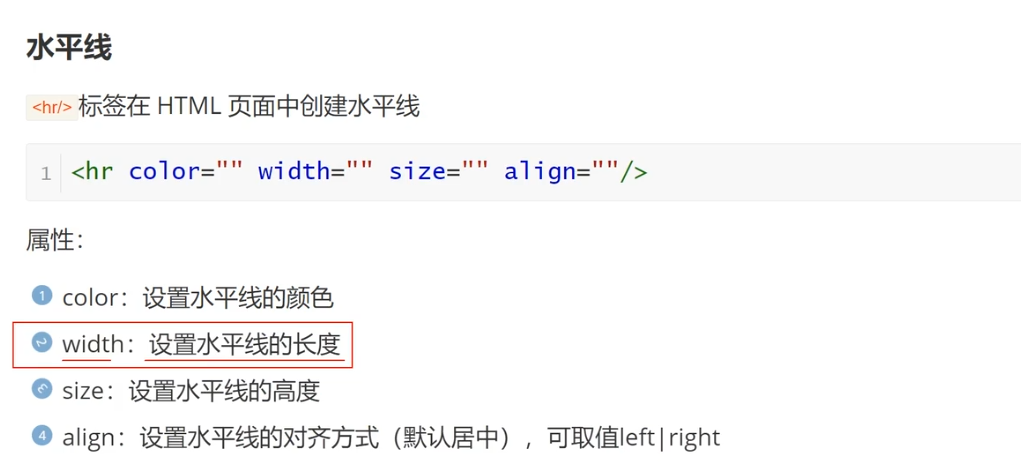 水平线
<hr/>标签在 HTML 页面中创建水平线
1 <hr color="" width="" size="" align=""/>
属性：
1 color：设置水平线的颜色
2 width：设置水平线的长度
3 size：设置水平线的高度
4 align：设置水平线的对齐方式（默认居中），可取值left|right